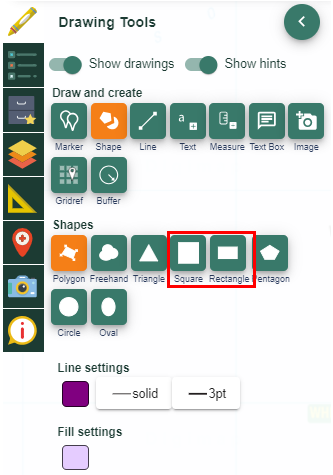 Drawing Tools
Show drawings Show hints
Draw and create
a
Marker Shape Line Text Measure Text Box Image
Gridref Buffer
Shapes
Polygon Freehand Triangle Square Rectangle Pentagon
Circle Oval
Line settings
solid 3pt
Fill settings